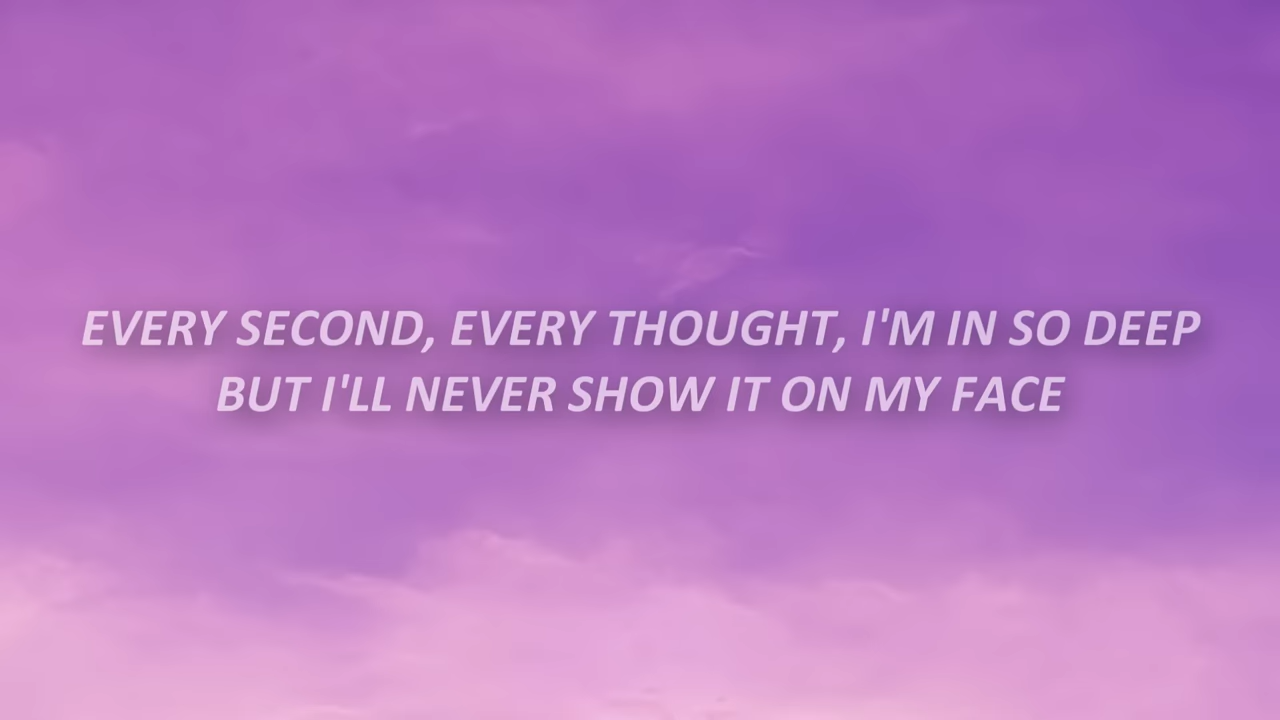 EVERY SECOND, EVERY THOUGHT, I'M IN SO DEEP
BUT I'LL NEVER SHOW IT ON MY FACE